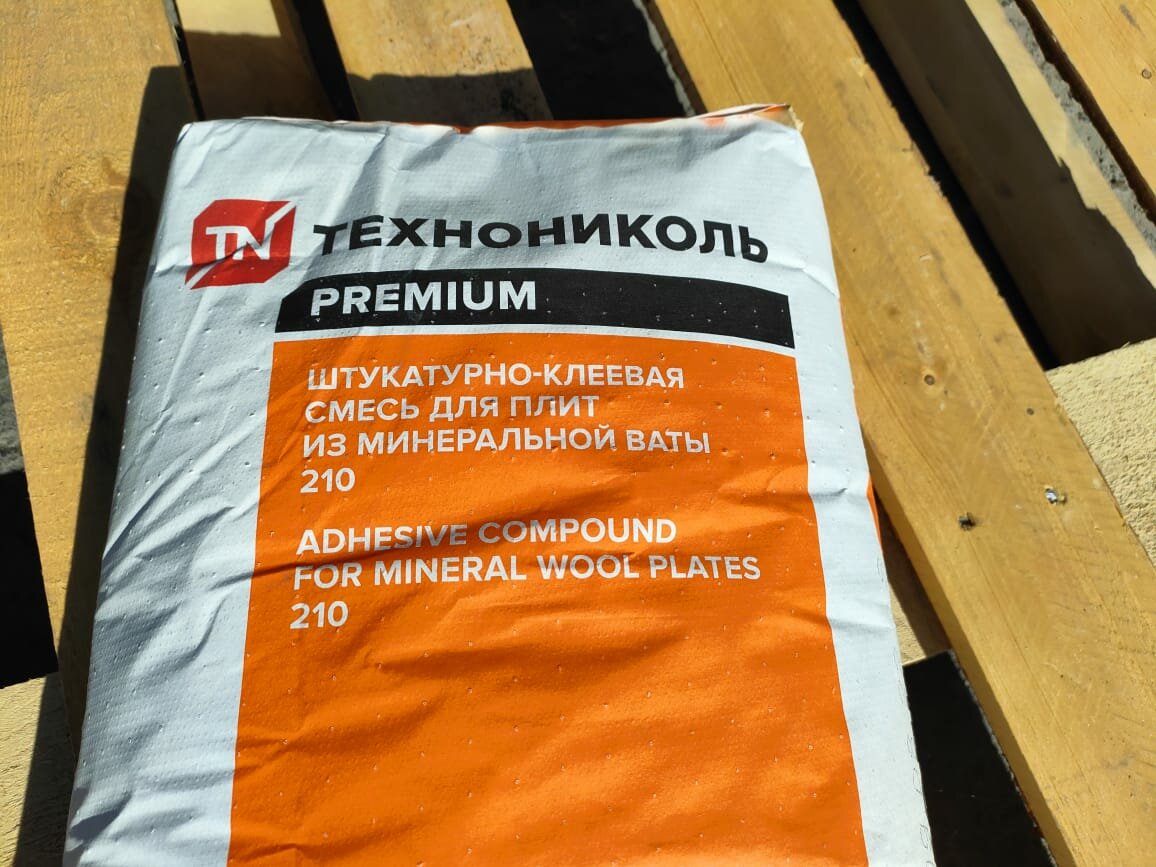 TN ТЕХНОНИКОЛЬ
PREMIUM
ШТУКАТУРНО-КЛЕЕВАЯ
СМЕСЬ ДЛЯ ПЛИТ
ИЗ МИНЕРАЛЬНОЙ ВАТЫ
210
ADHESIVE COMPOUND
FOR MINERAL WOOL PLATES
210